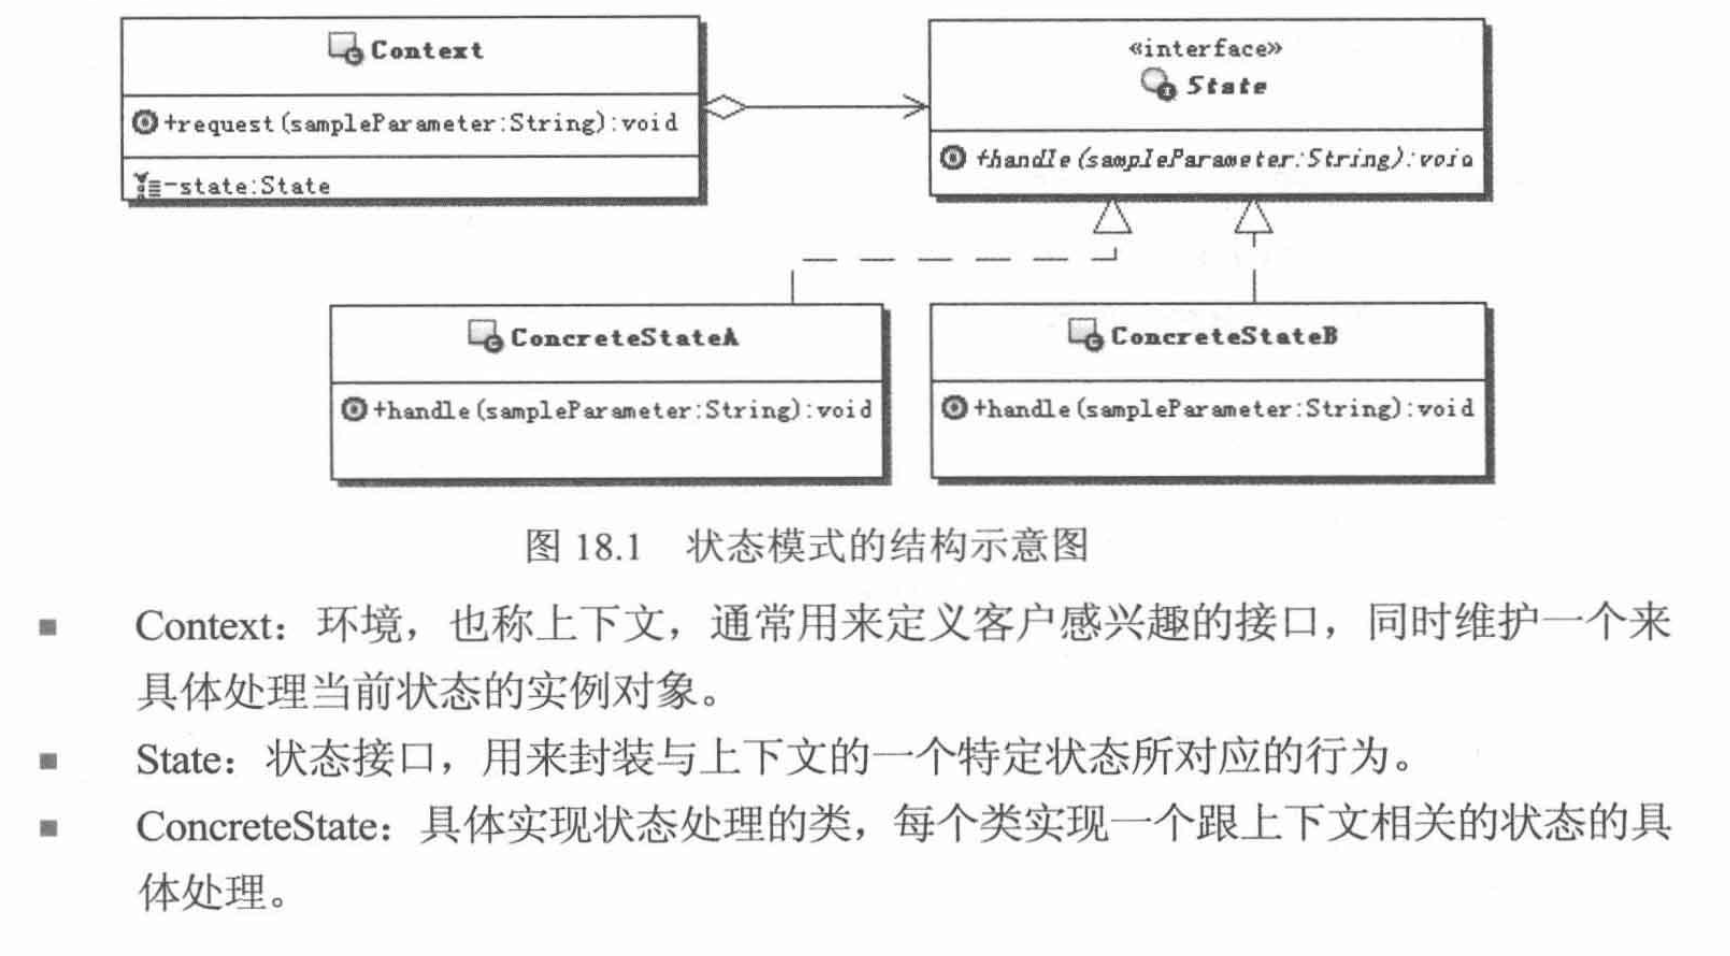 Context
+request(sampleParameter:String):void
-state:State
«interface»
State
+handle(sampleParameter:String):void
ConcreteStateA
+handle(sampleParameter:String):void
ConcreteStateB
+handle(sampleParameter:String):void
图 18.1 状态模式的结构示意图
■ Context：环境，也称上下文，通常用来定义客户感兴趣的接口，同时维护一个来
具体处理当前状态的实例对象。
■ State：状态接口，用来封装与上下文的一个特定状态所对应的行为。
■ ConcreteState：具体实现状态处理的类，每个类实现一个跟上下文相关的状态的具
体处理。